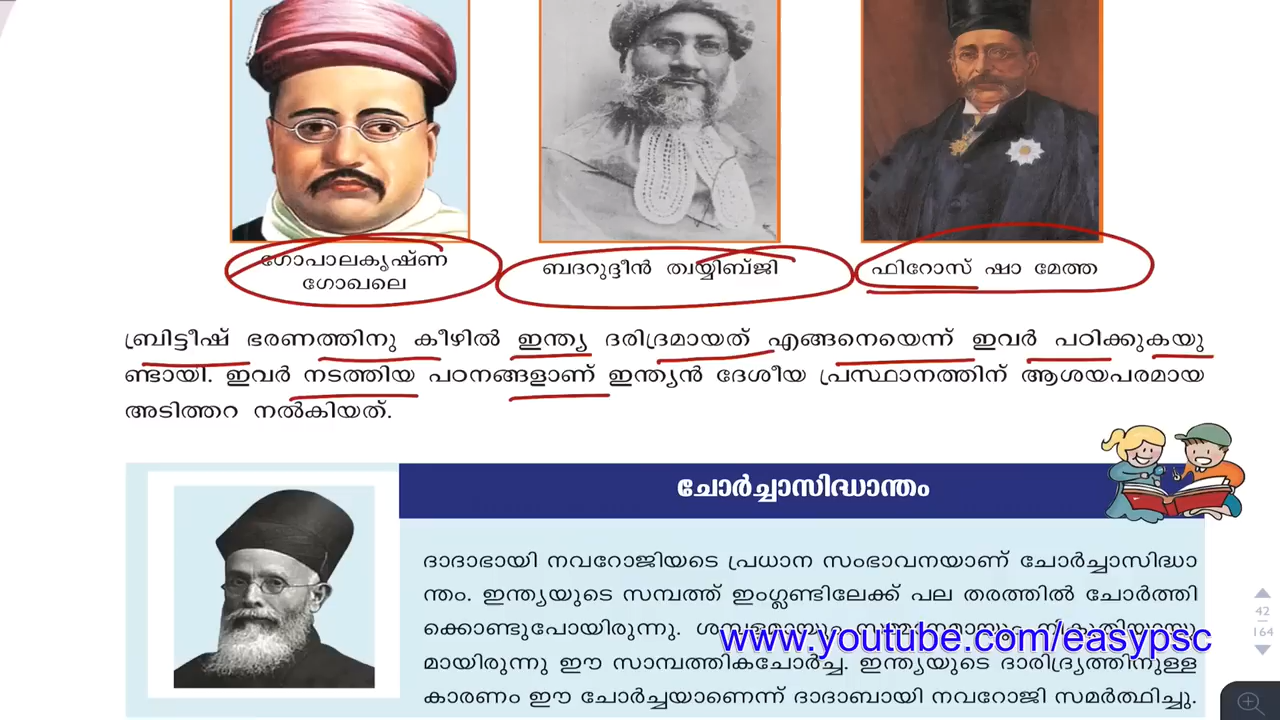 ഗോപാലകൃഷ്ണ
ഗോഖലെ
ബദറുദ്ദീൻ ത്വയ്യിബ്ജി
ഫിറോസ് ഷാ മേത്ത
ബ്രിട്ടീഷ് ഭരണത്തിനു കീഴിൽ ഇന്ത്യ ദരിദ്രമായത് എങ്ങനെയെന്ന് ഇവർ പഠിക്കുകയു
ണ്ടായി. ഇവർ നടത്തിയ പഠനങ്ങളാണ് ഇന്ത്യൻ ദേശീയ പ്രസ്ഥാനത്തിന് ആശയപരമായ
അടിത്തറ നൽകിയത്.
ചോർച്ചാസിദ്ധാന്തം
ദാദാഭായി നവറോജിയടെ പ്രധാന സംഭാവനയാണ് ചോർച്ചാസിദ്ധാ
ന്തം. ഇന്ത്യയുടെ സമ്പത്ത് ഇംഗ്ലണ്ടിലേക്ക് പല തരത്തിൽ ചോർത്തി
ക്കൊണ്ടുപോയിരുന്നു. ശമ്പളമായും
www.youtube.com/easypsc
മായിരുന്നു ഈ സാമ്പത്തികചോർച്ച. ഇന്ത്യയുടെ ദാരിദ്ര്യത്തിനുള്ള
കാരണം ഈ ചോർച്ചയാണെന്ന് ദാദാബായി നവറോജി സമർത്ഥിച്ചു.
42
164